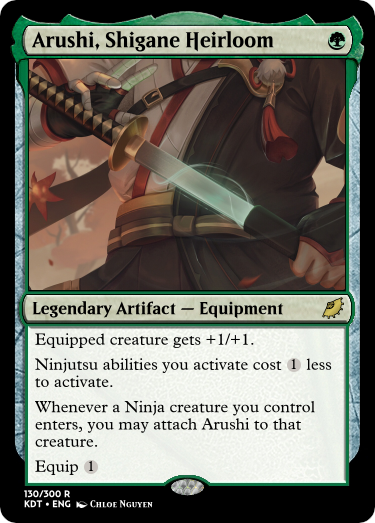 Arushi, Shigane Heirloom
Legendary Artifact — Equipment
Equipped creature gets +1/+1.
Ninjutsu abilities you activate cost 1 less
to activate.
Whenever a Ninja creature you control
enters, you may attach Arushi to that
creature.
Equip 1
130/300 R
KDT • ENG Chloe Nguyen